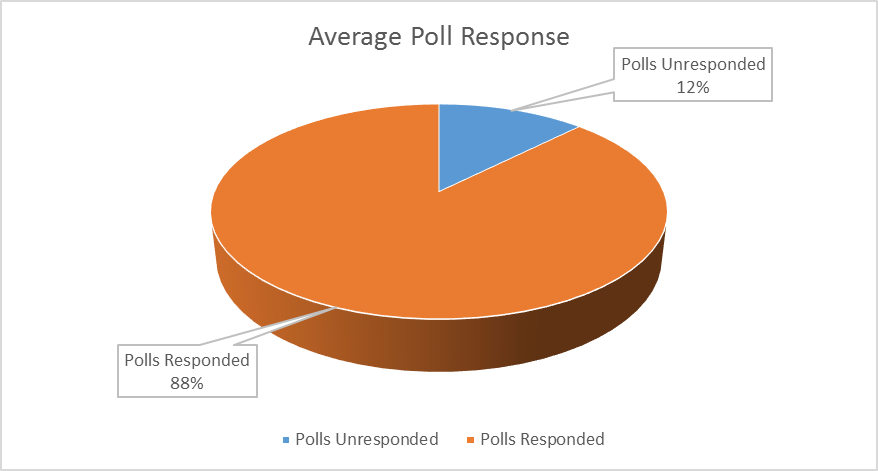 Average Poll Response
Polls Unresponded
12%
Polls Responded
88%
Polls Unresponded
Polls Responded